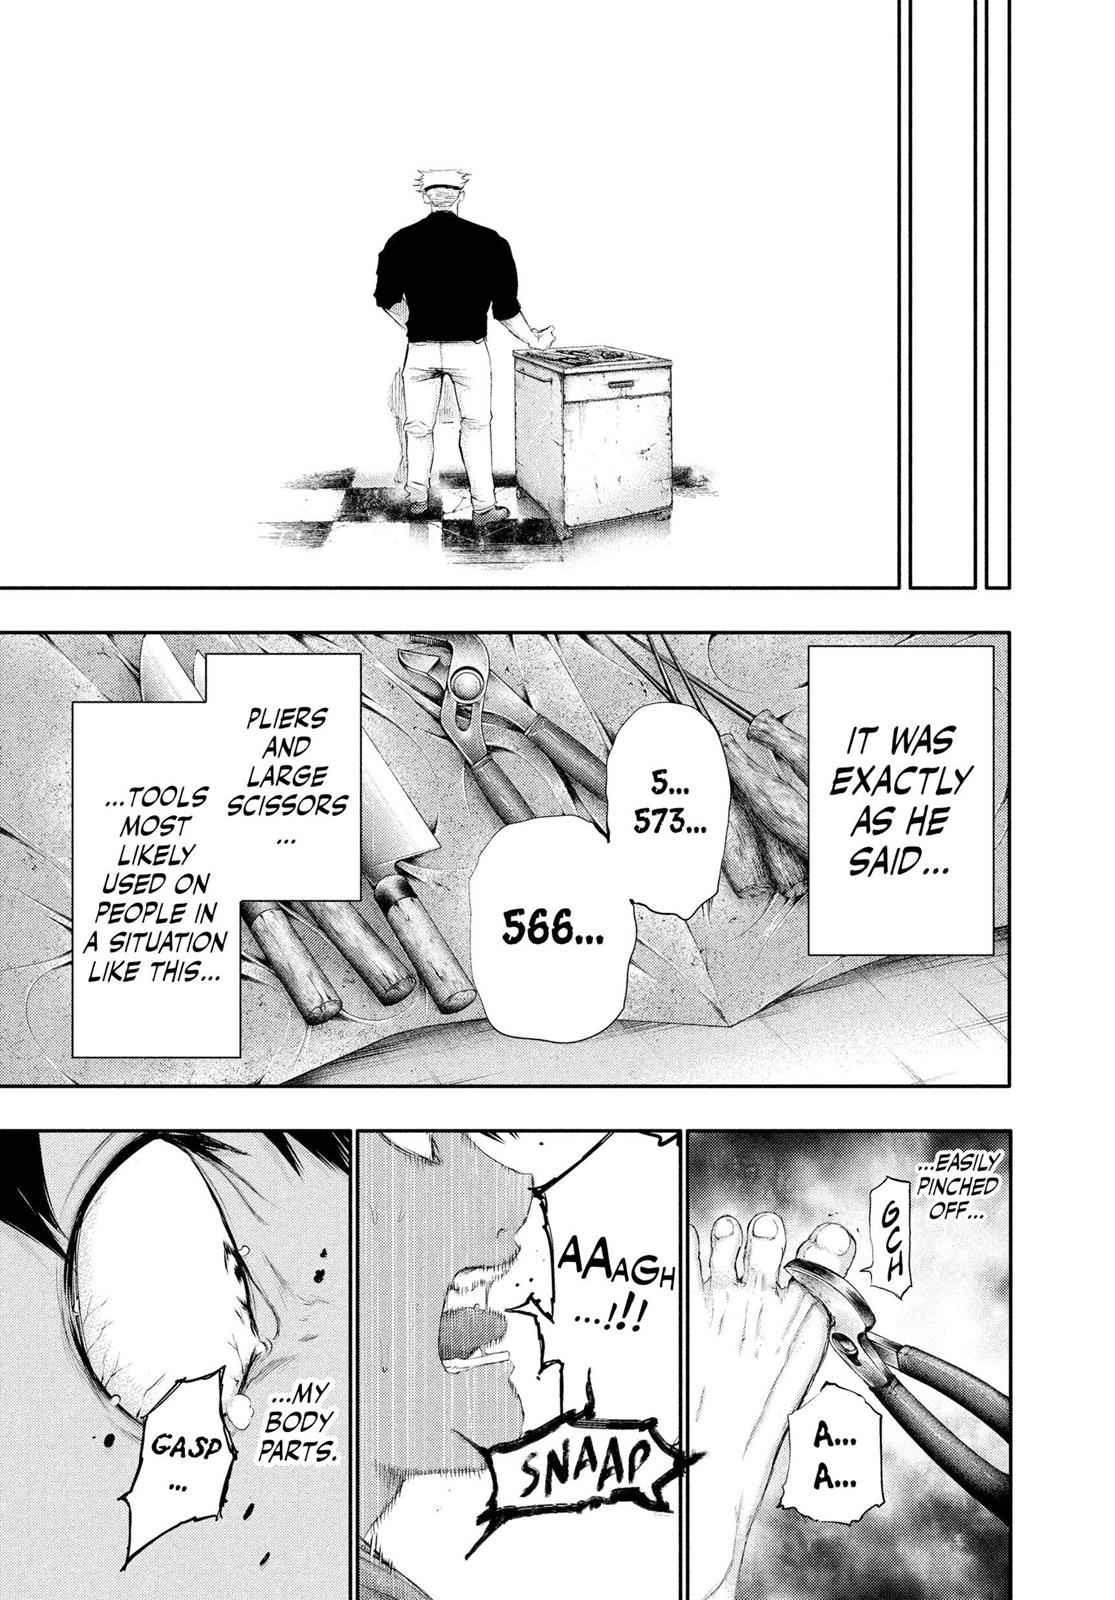 IT WAS
EXACTLY
AS HE
SAID...
5...
573...
566...
PLIERS
AND
LARGE
SCISSORS
...
...TOOLS
MOST
LIKELY
USED ON
PEOPLE IN
A SITUATION
LIKE THIS...
...EASILY
PINCHED
OFF...
GCH
A...
A...
AAAGH
...!!!
SNAAP
...MY
BODY
PARTS.
GASP
...